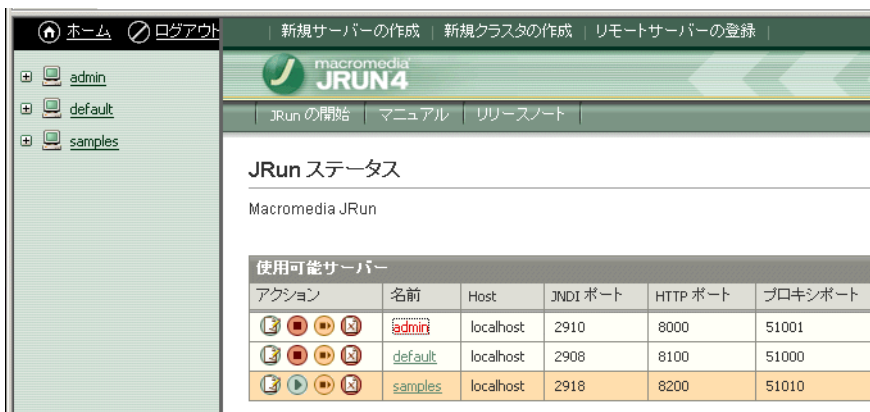 ホーム ログアウト 新規サーバーの作成 | 新規クラスタの作成 | リモートサーバーの登録 |
admin
default
samples
macromedia
JRUN4
JRun の開始 | マニュアル | リリースノート |
JRun ステータス
Macromedia JRun
使用可能サーバー
アクション 名前 Host JNDI ポート HTTP ポート プロキシポート
admin localhost 2910 8000 51001
default localhost 2908 8100 51000
samples localhost 2918 8200 51010